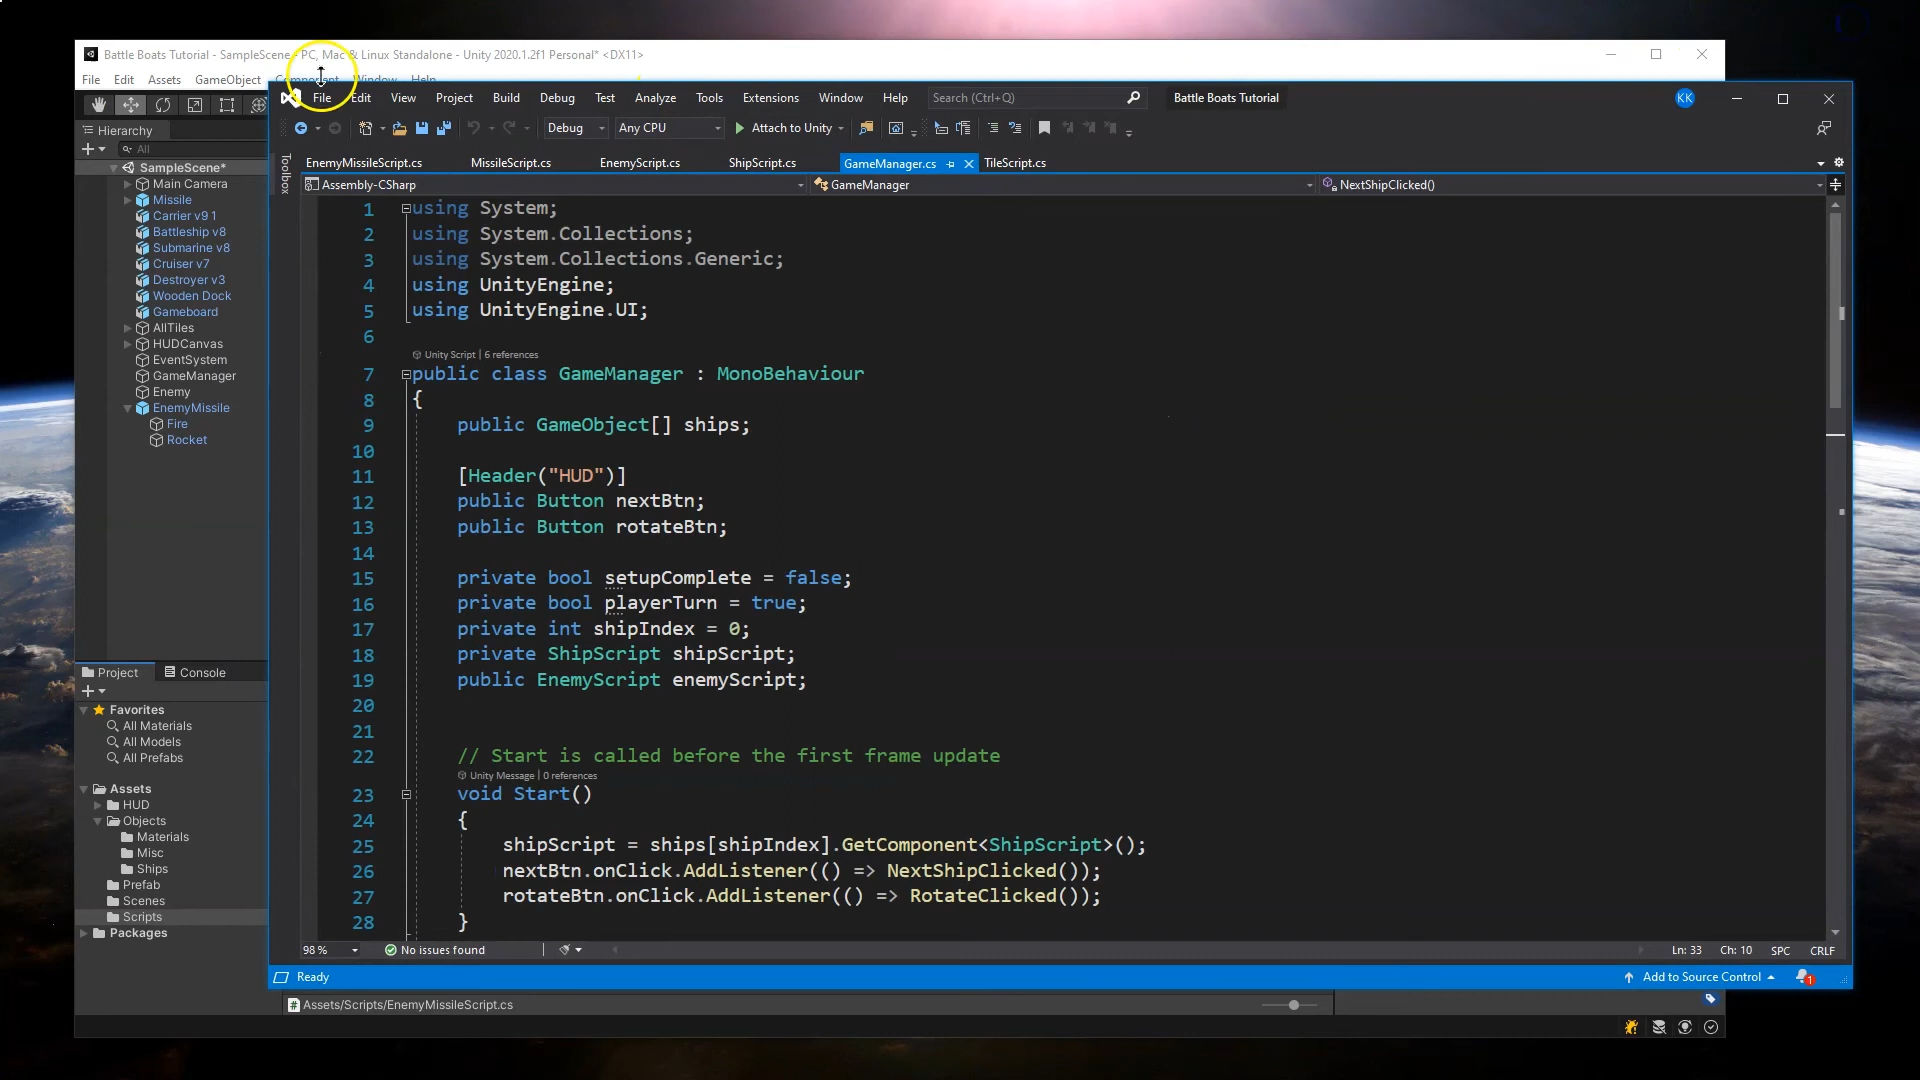 Battle Boats Tutorial - SampleScene - PC, Mac & Linux Standalone - Unity 2020.1.2f1 Personal* <DX11>
File Edit Assets GameObject Component Window Help
File Edit View Project Build Debug Test Analyze Tools Extensions Window Help Search (Ctrl+Q) Battle Boats Tutorial KK
Debug Any CPU Attach to Unity
Hierarchy
All
SampleScene*
Main Camera
Missile
Carrier v9 1
Battleship v8
Submarine v8
Cruiser v7
Destroyer v3
Wooden Dock
Gameboard
AllTiles
HUDCanvas
EventSystem
GameManager
Enemy
EnemyMissile
Fire
Rocket
Project Console
Favorites
All Materials
All Models
All Prefabs
Assets
HUD
Objects
Materials
Misc
Ships
Prefab
Scenes
Scripts
Packages
Toolbox
EnemyMissileScript.cs MissileScript.cs EnemyScript.cs ShipScript.cs GameManager.cs TileScript.cs
Assembly-CSharp GameManager NextShipClicked()
1 using System;
2 using System.Collections;
3 using System.Collections.Generic;
4 using UnityEngine;
5 using UnityEngine.UI;
6
Unity Script | 6 references
7 public class GameManager : MonoBehaviour
8 {
9 public GameObject[] ships;
10
11 [Header("HUD")]
12 public Button nextBtn;
13 public Button rotateBtn;
14
15 private bool setupComplete = false;
16 private bool playerTurn = true;
17 private int shipIndex = 0;
18 private ShipScript shipScript;
19 public EnemyScript enemyScript;
20
21
22 // Start is called before the first frame update
Unity Message | 0 references
23 void Start()
24 {
25 shipScript = ships[shipIndex].GetComponent<ShipScript>();
26 nextBtn.onClick.AddListener(() => NextShipClicked());
27 rotateBtn.onClick.AddListener(() => RotateClicked());
28 }
98 % No issues found Ln: 33 Ch: 10 SPC CRLF
Ready Add to Source Control 1
Assets/Scripts/EnemyMissileScript.cs